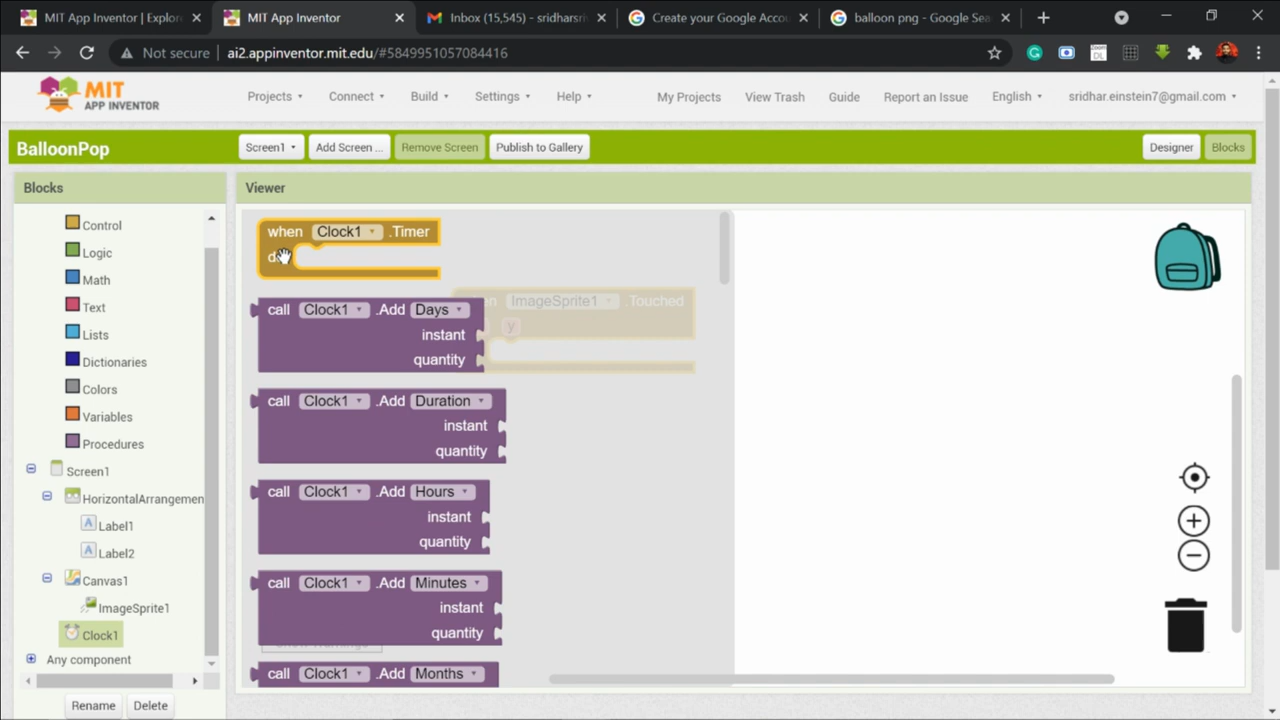 MIT App Inventor | Explor
MIT App Inventor
Inbox (15,545) - sridharsri
Create your Google Accou
balloon png - Google Sea
Not secure
ai2.appinventor.mit.edu/#5849951057084416
MIT
APP INVENTOR
Projects
Connect
Build
Settings
Help
My Projects
View Trash
Guide
Report an Issue
English
sridhar.einstein7@gmail.com
BalloonPop
Screen1
Add Screen ...
Remove Screen
Publish to Gallery
Designer
Blocks
Blocks
Viewer
Control
Logic
Math
Text
Lists
Dictionaries
Colors
Variables
Procedures
Screen1
HorizontalArrangemen
Label1
Label2
Canvas1
ImageSprite1
Clock1
Any component
Rename
Delete
when Clock1 .Timer
call Clock1 .Add Days
instant
quantity
ImageSprite1 .Touched
y
call Clock1 .Add Duration
instant
quantity
call Clock1 .Add Hours
instant
quantity
call Clock1 .Add Minutes
instant
quantity
call Clock1 .Add Months